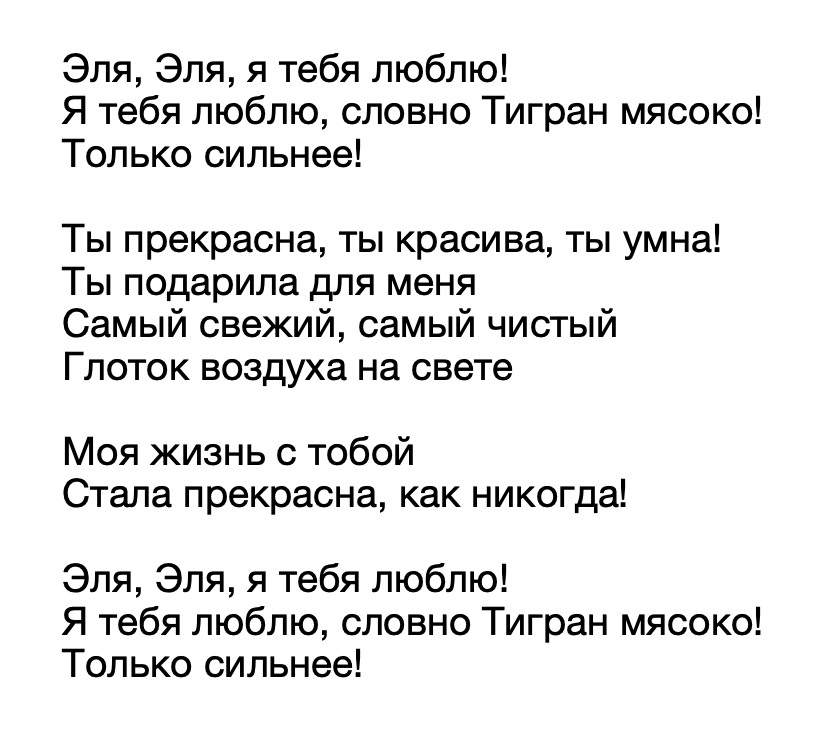 Эля, Эля, я тебя люблю!
Я тебя люблю, словно Тигран мясоко!
Только сильнее!

Ты прекрасна, ты красива, ты умна!
Ты подарила для меня
Самый свежий, самый чистый
Глоток воздуха на свете

Моя жизнь с тобой
Стала прекрасна, как никогда!

Эля, Эля, я тебя люблю!
Я тебя люблю, словно Тигран мясоко!
Только сильнее!